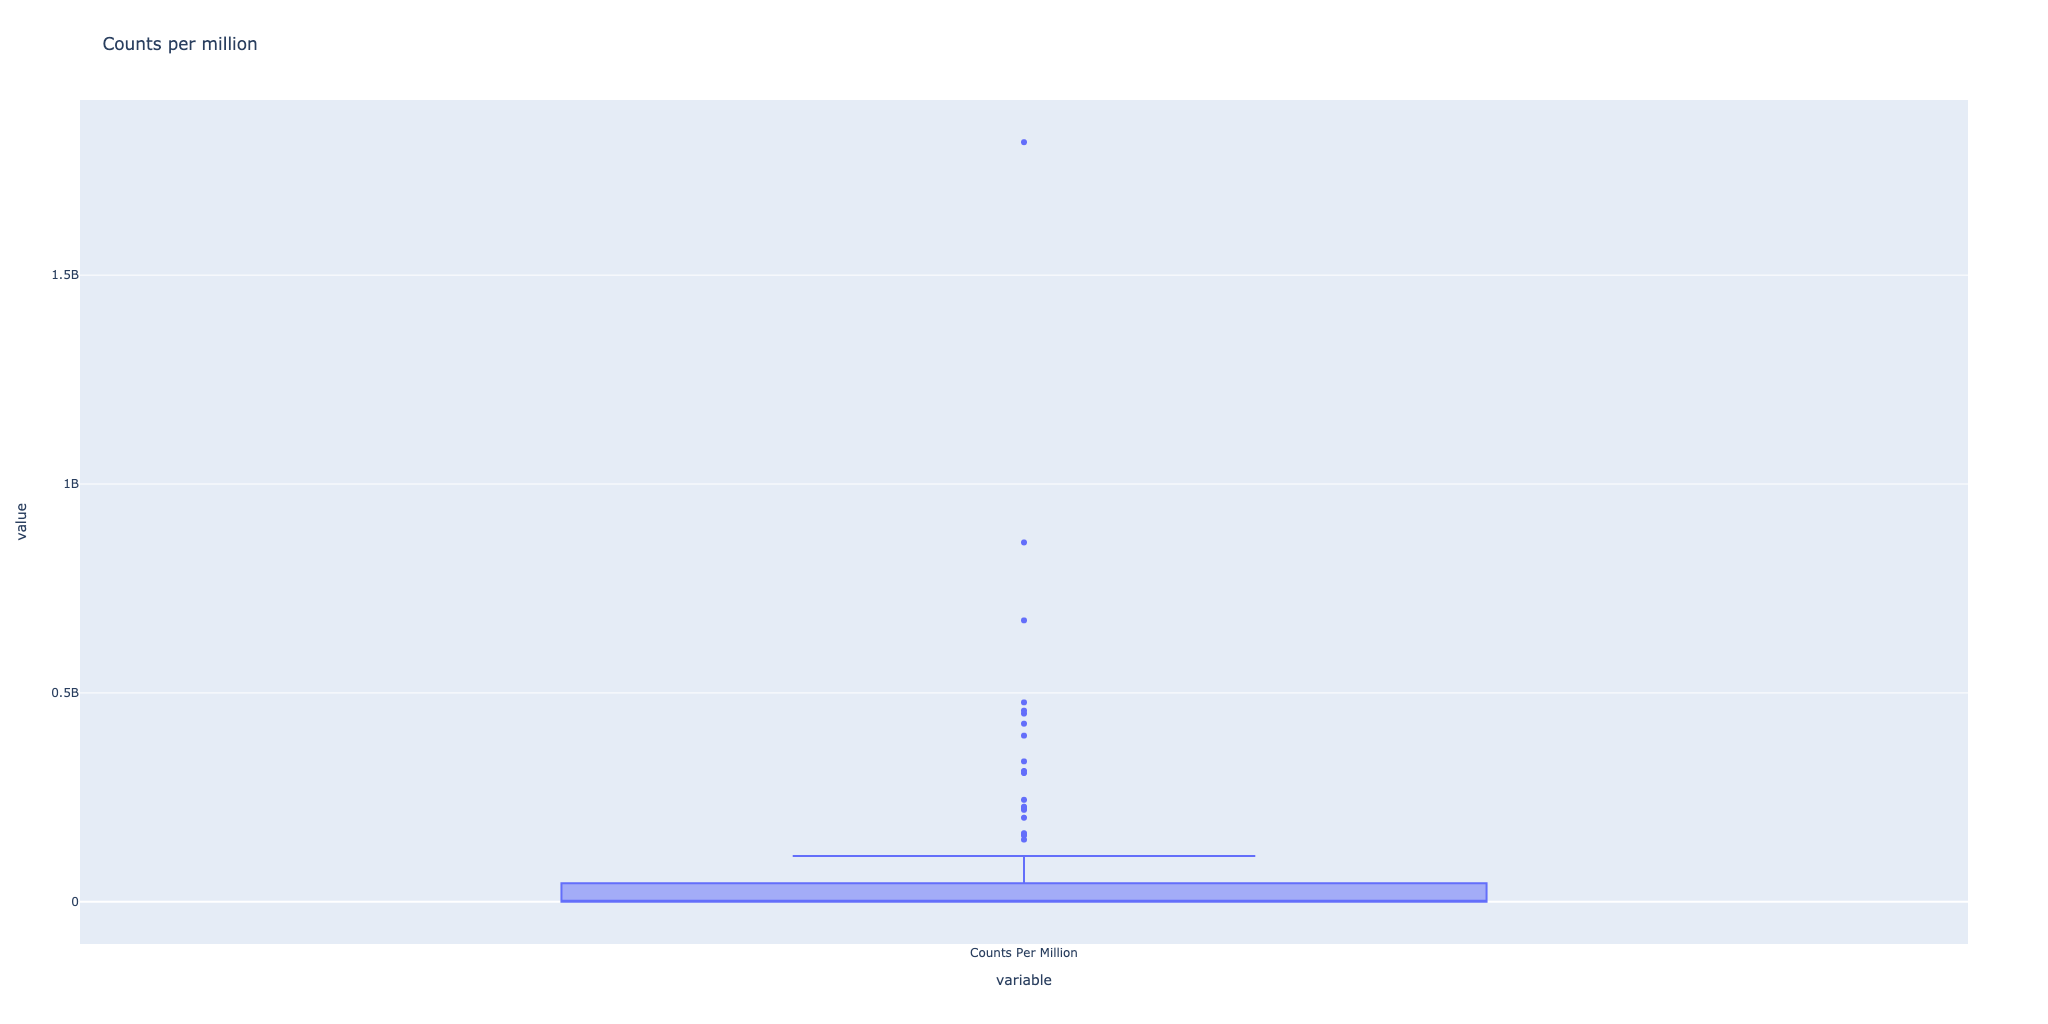 Counts per million
1.5B
1B
0.5B
0
value
Counts Per Million
variable